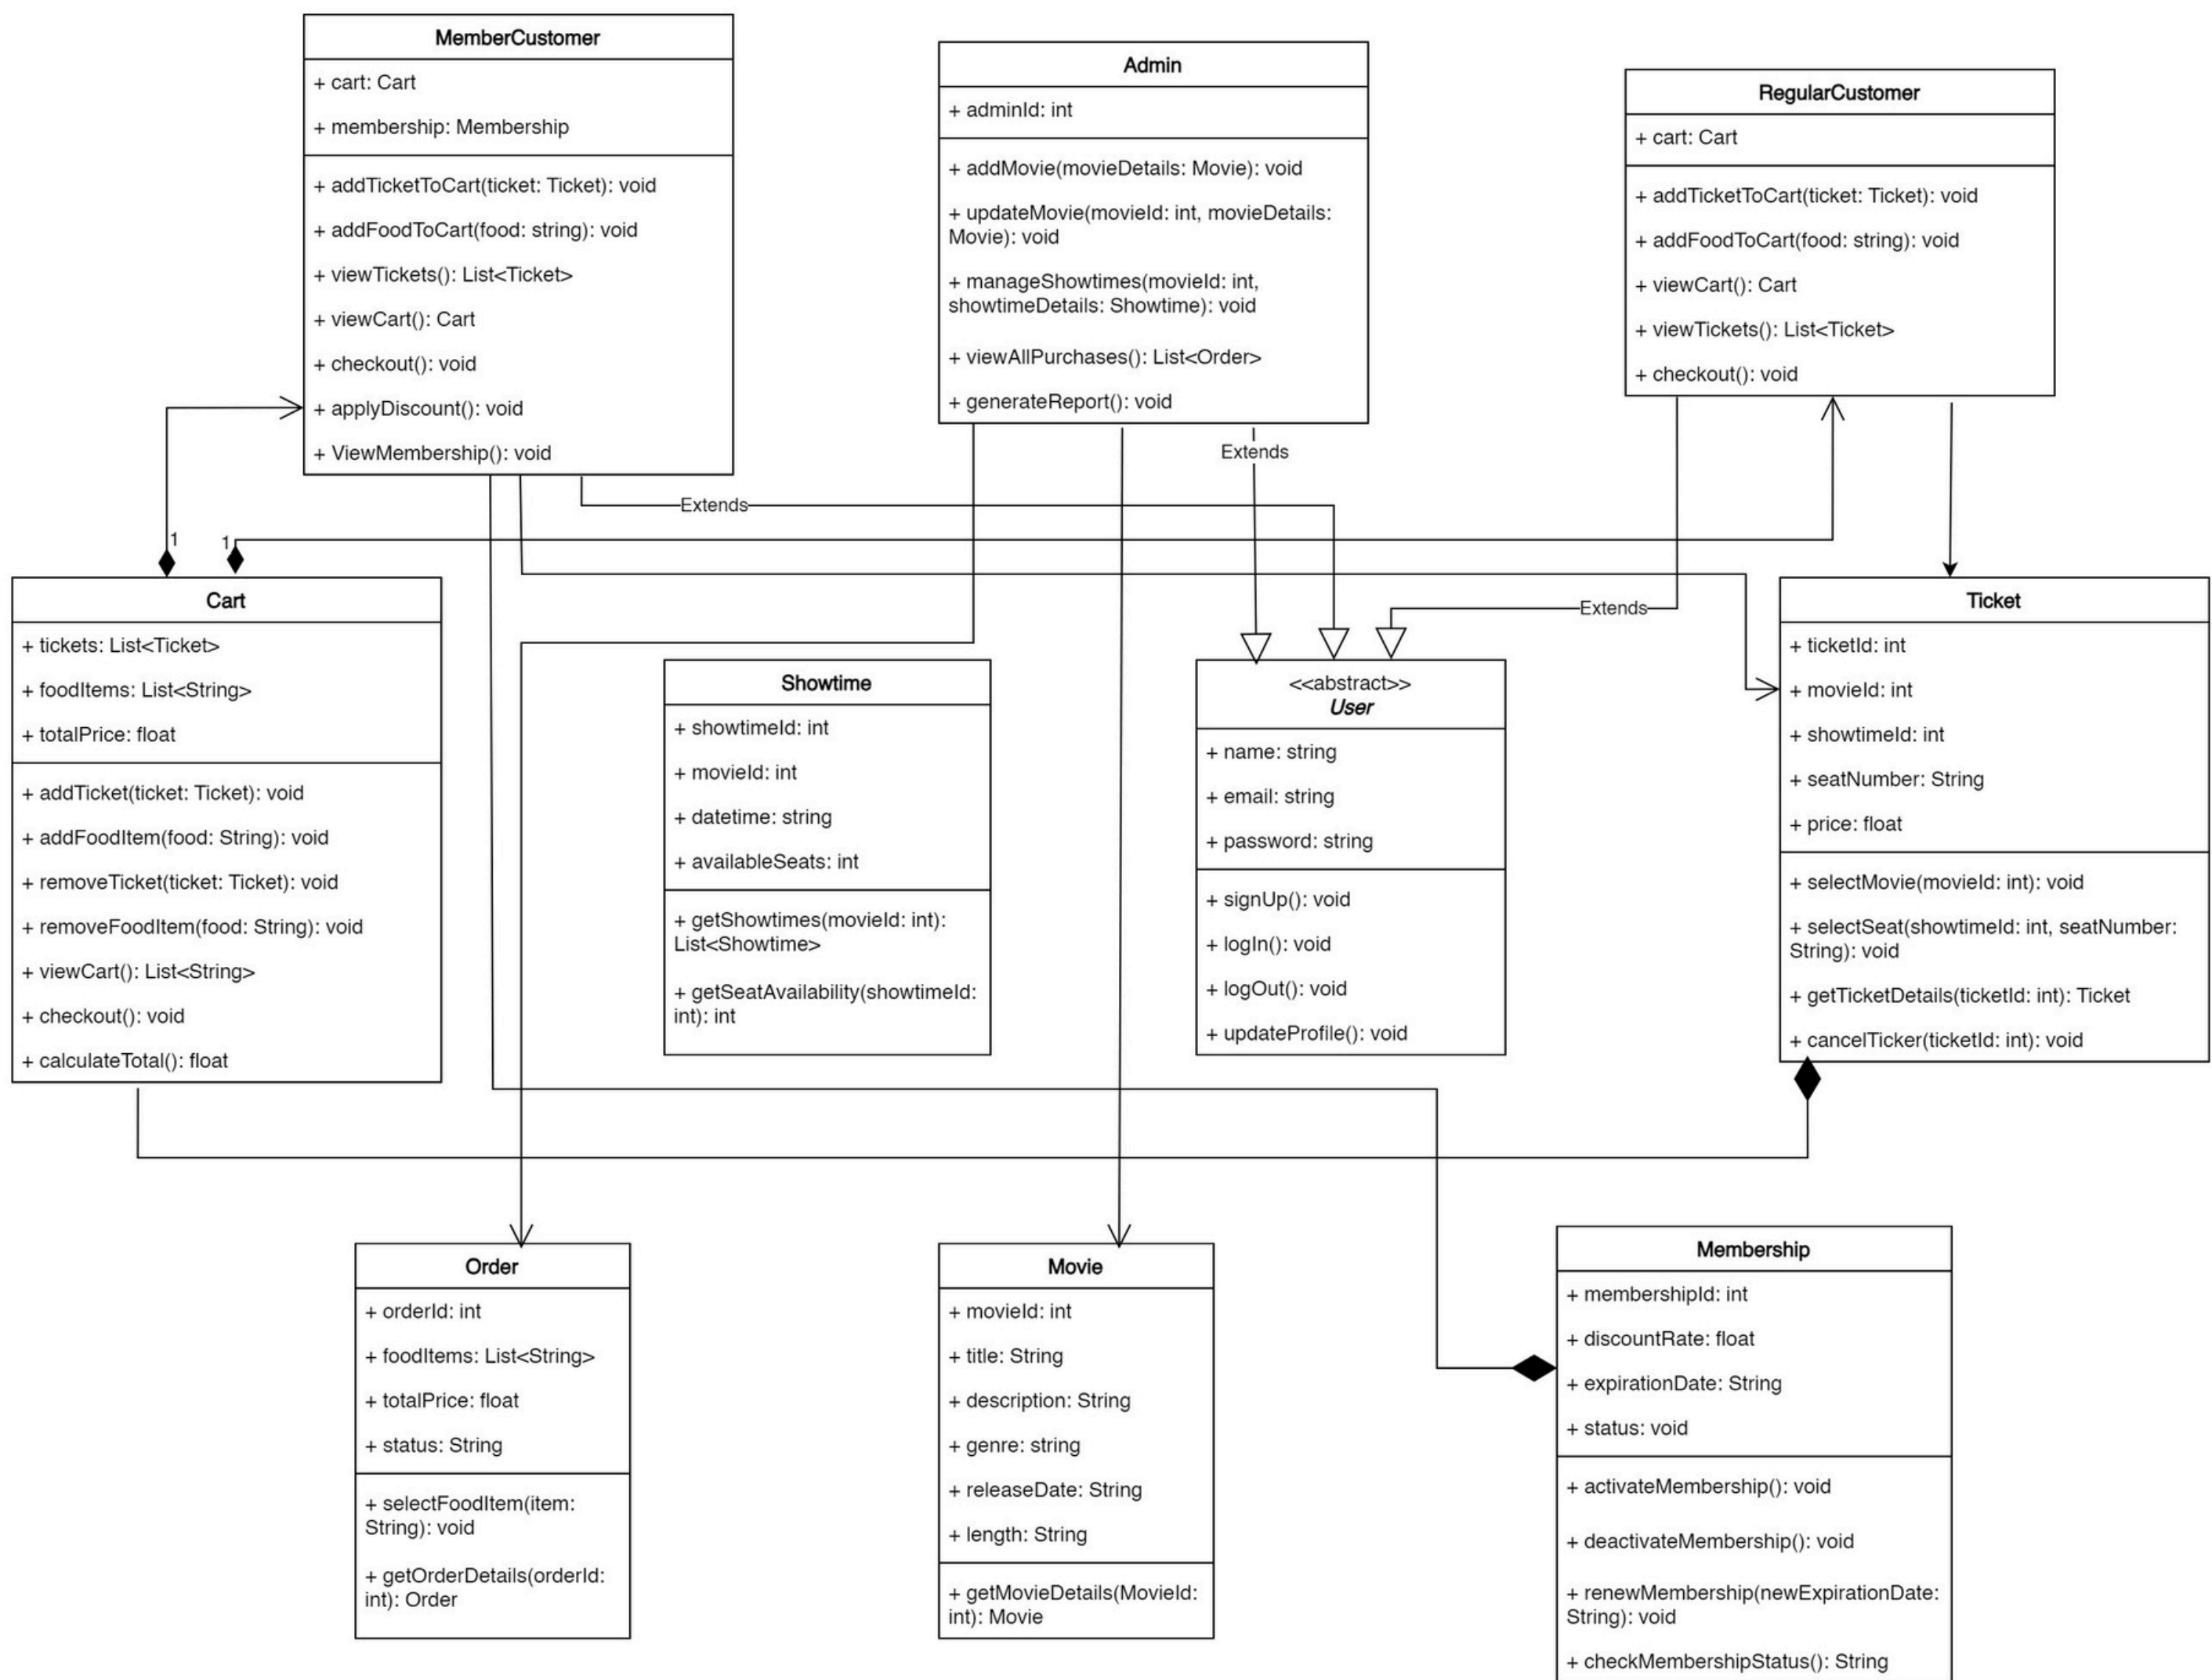 MemberCustomer
+ cart: Cart
+ membership: Membership
+ addTicketToCart(ticket: Ticket): void
+ addFoodToCart(food: string): void
+ viewTickets(): List<Ticket>
+ viewCart(): Cart
+ checkout(): void
+ applyDiscount(): void
+ ViewMembership(): void
Admin
+ adminId: int
+ addMovie(movieDetails: Movie): void
+ updateMovie(movieId: int, movieDetails:
Movie): void
+ manageShowtimes(movieId: int,
showtimeDetails: Showtime): void
+ viewAllPurchases(): List<Order>
+ generateReport(): void
RegularCustomer
+ cart: Cart
+ addTicketToCart(ticket: Ticket): void
+ addFoodToCart(food: string): void
+ viewCart(): Cart
+ viewTickets(): List<Ticket>
+ checkout(): void
Extends
Extends
Extends
1
1
Cart
+ tickets: List<Ticket>
+ foodItems: List<String>
+ totalPrice: float
+ addTicket(ticket: Ticket): void
+ addFoodItem(food: String): void
+ removeTicket(ticket: Ticket): void
+ removeFoodItem(food: String): void
+ viewCart(): List<String>
+ checkout(): void
+ calculateTotal(): float
Showtime
+ showtimeId: int
+ movieId: int
+ datetime: string
+ availableSeats: int
+ getShowtimes(movieId: int):
List<Showtime>
+ getSeatAvailability(showtimeId:
int): int
<<abstract>>
User
+ name: string
+ email: string
+ password: string
+ signUp(): void
+ logIn(): void
+ logOut(): void
+ updateProfile(): void
Ticket
+ ticketId: int
+ movieId: int
+ showtimeId: int
+ seatNumber: String
+ price: float
+ selectMovie(movieId: int): void
+ selectSeat(showtimeId: int, seatNumber:
String): void
+ getTicketDetails(ticketId: int): Ticket
+ cancelTicker(ticketId: int): void
Order
+ orderId: int
+ foodItems: List<String>
+ totalPrice: float
+ status: String
+ selectFoodItem(item:
String): void
+ getOrderDetails(orderId:
int): Order
Movie
+ movieId: int
+ title: String
+ description: String
+ genre: string
+ releaseDate: String
+ length: String
+ getMovieDetails(MovieId:
int): Movie
Membership
+ membershipId: int
+ discountRate: float
+ expirationDate: String
+ status: void
+ activateMembership(): void
+ deactivateMembership(): void
+ renewMembership(newExpirationDate:
String): void
+ checkMembershipStatus(): String